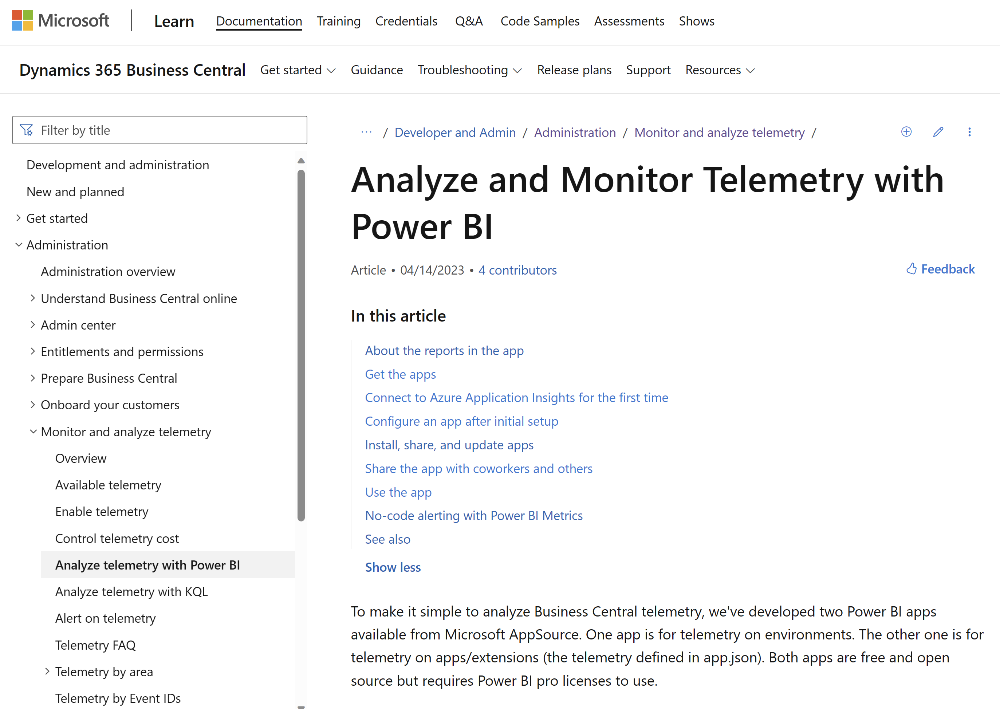 Microsoft | Learn Documentation Training Credentials Q&A Code Samples Assessments Shows
Dynamics 365 Business Central Get started Guidance Troubleshooting Release plans Support Resources
Filter by title
Development and administration
New and planned
Get started
Administration
Administration overview
Understand Business Central online
Admin center
Entitlements and permissions
Prepare Business Central
Onboard your customers
Monitor and analyze telemetry
Overview
Available telemetry
Enable telemetry
Control telemetry cost
Analyze telemetry with Power BI
Analyze telemetry with KQL
Alert on telemetry
Telemetry FAQ
Telemetry by area
Telemetry by Event IDs
... / Developer and Admin / Administration / Monitor and analyze telemetry /
Analyze and Monitor Telemetry with
Power BI
Article • 04/14/2023 • 4 contributors
Feedback
In this article
About the reports in the app
Get the apps
Connect to Azure Application Insights for the first time
Configure an app after initial setup
Install, share, and update apps
Share the app with coworkers and others
Use the app
No-code alerting with Power BI Metrics
See also
Show less
To make it simple to analyze Business Central telemetry, we've developed two Power BI apps
available from Microsoft AppSource. One app is for telemetry on environments. The other one is for
telemetry on apps/extensions (the telemetry defined in app.json). Both apps are free and open
source but requires Power BI pro licenses to use.